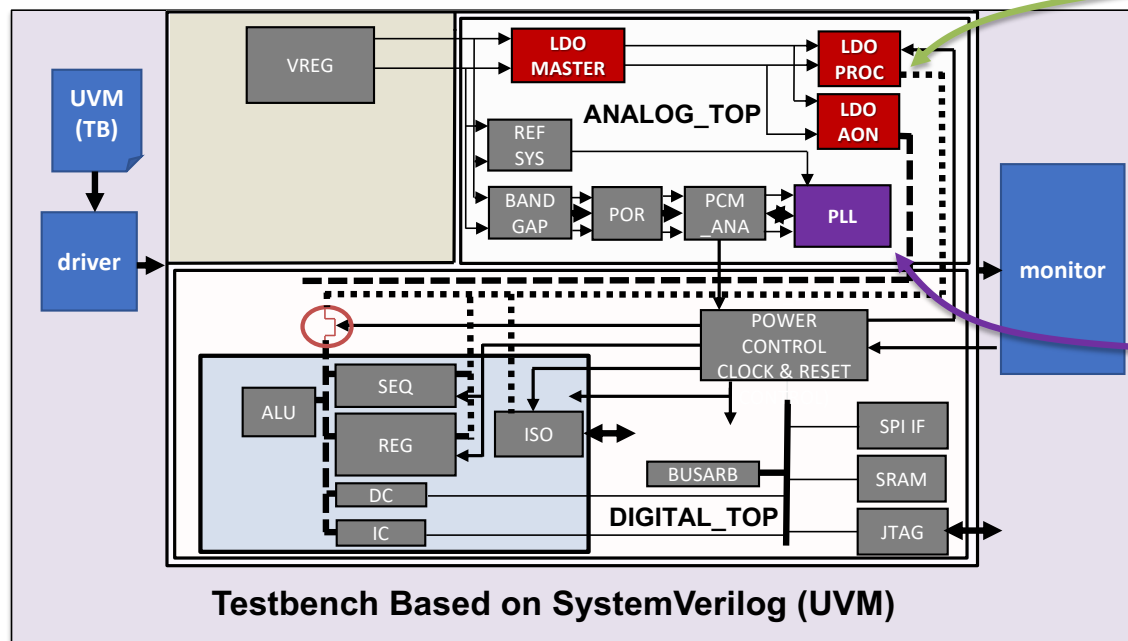 UVM
(TB)
driver
VREG
LDO
MASTER
LDO
PROC
LDO
AON
ANALOG_TOP
REF
SYS
BAND
GAP
POR
PCM
_ANA
PLL
monitor
POWER
CONTROL
CLOCK & RESET
SEQ
ALU
REG
ISO
DC
IC
BUSARB
SPI IF
SRAM
JTAG
DIGITAL_TOP
Testbench Based on SystemVerilog (UVM)